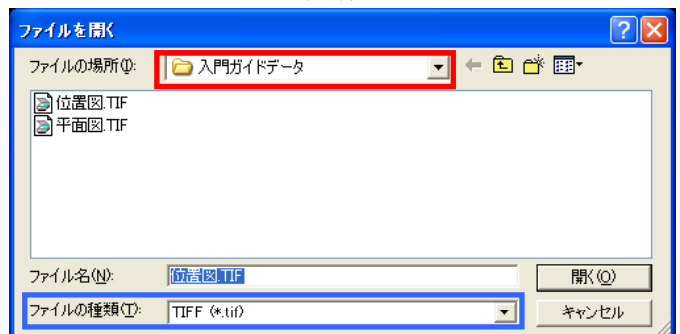 ファイルを開く
ファイルの場所(I): 入門ガイドデータ
位置図.TIF
平面図.TIF
ファイル名(N): 位置図.TIF 開く(O)
ファイルの種類(T): TIFF (*.tif) キャンセル